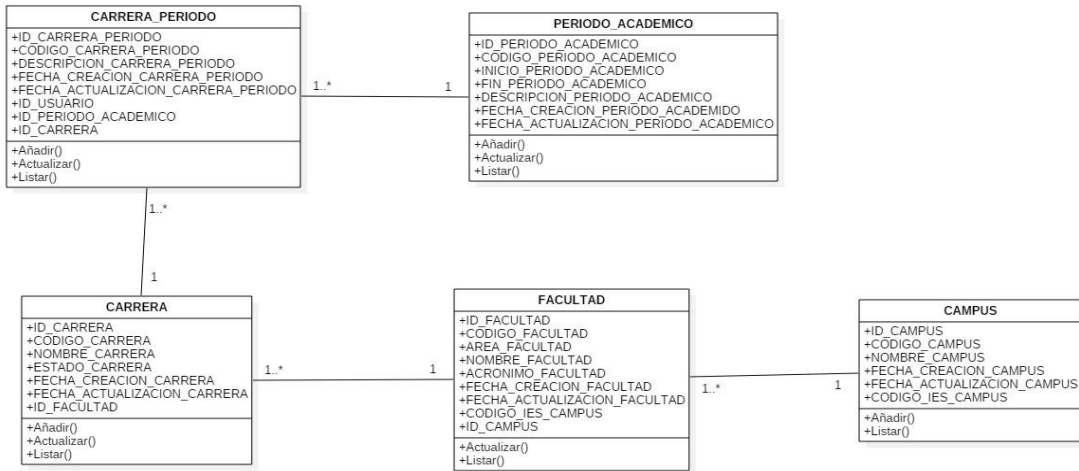 CARRERA_PERIODO
+ID_CARRERA_PERIODO
+CODIGO_CARRERA_PERIODO
+DESCRIPCION_CARRERA_PERIODO
+FECHA_CREACION_CARRERA_PERIODO
+FECHA_ACTUALIZACION_CARRERA_PERIODO
+ID_USUARIO
+ID_PERIODO_ACADEMICO
+ID_CARRERA
+Añadir()
+Actualizar()
+Listar()
1..*
1
PERIODO_ACADEMICO
+ID_PERIODO_ACADEMICO
+CODIGO_PERIODO_ACADEMICO
+INICIO_PERIODO_ACADEMICO
+FIN_PERIODO_ACADEMICO
+DESCRIPCION_PERIODO_ACADEMICO
+FECHA_CREACION_PERIODO_ACADEMIDO
+FECHA_ACTUALIZACION_PERIODO_ACADEMICO
+Añadir()
+Actualizar()
+Listar()
1..*
1
CARRERA
+ID_CARRERA
+CODIGO_CARRERA
+NOMBRE_CARRERA
+ESTADO_CARRERA
+FECHA_CREACION_CARRERA
+FECHA_ACTUALIZACION_CARRERA
+ID_FACULTAD
+Añadir()
+Actualizar()
+Listar()
1..*
1
FACULTAD
+ID_FACULTAD
+CODIGO_FACULTAD
+AREA_FACULTAD
+NOMBRE_FACULTAD
+ACRONIMO_FACULTAD
+FECHA_CREACION_FACULTAD
+FECHA_ACTUALIZACION_FACULTAD
+CODIGO_IES_CAMPUS
+ID_CAMPUS
+Actualizar()
+Listar()
1..*
1
CAMPUS
+ID_CAMPUS
+CODIGO_CAMPUS
+NOMBRE_CAMPUS
+FECHA_CREACION_CAMPUS
+FECHA_ACTUALIZACION_CAMPUS
+CODIGO_IES_CAMPUS
+Añadir()
+Listar()